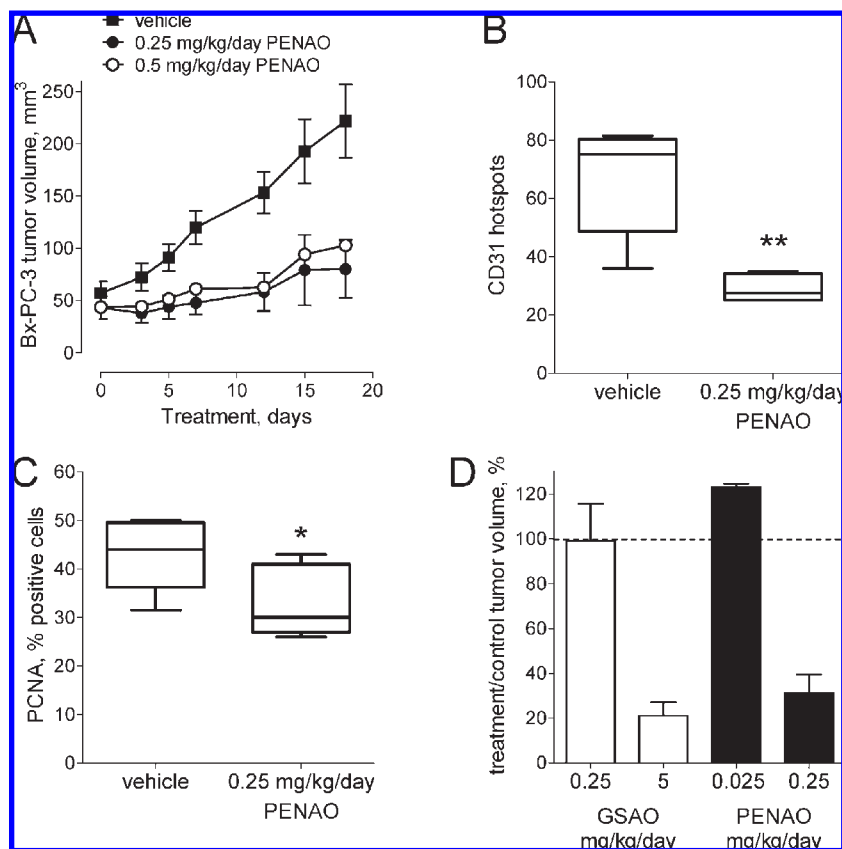 A
vehicle
0.25 mg/kg/day PENAO
0.5 mg/kg/day PENAO
Bx-PC-3 tumor volume, mm3
250
200
150
100
50
0
0 5 10 15 20
Treatment, days
B
CD31 hotspots
100
80
60
40
20
0
**
vehicle 0.25 mg/kg/day
PENAO
C
PCNA, % positive cells
60
50
40
30
20
10
0
*
vehicle 0.25 mg/kg/day
PENAO
D
treatment/control tumor volume, %
120
100
80
60
40
20
0
0.25 5 0.025 0.25
GSAO PENAO
mg/kg/day mg/kg/day